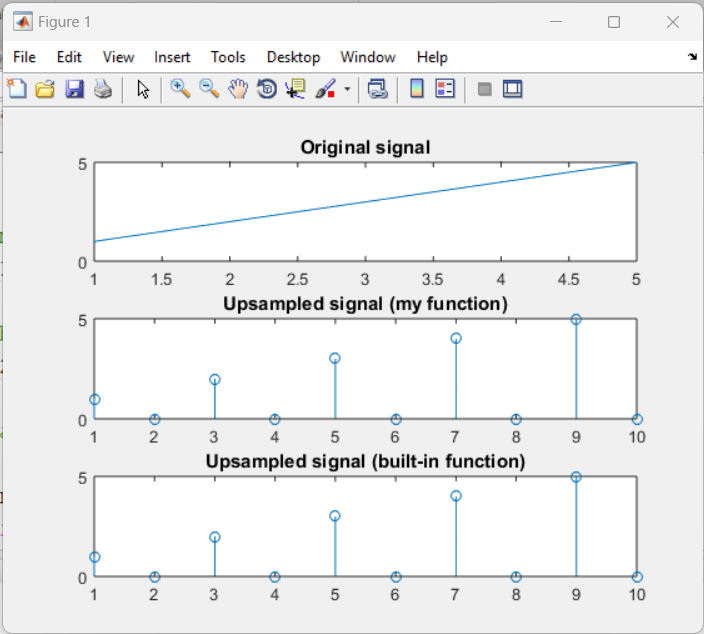 Figure 1
File Edit View Insert Tools Desktop Window Help
Original signal
5
0
1 1.5 2 2.5 3 3.5 4 4.5 5
Upsampled signal (my function)
5
0
1 2 3 4 5 6 7 8 9 10
Upsampled signal (built-in function)
5
0
1 2 3 4 5 6 7 8 9 10